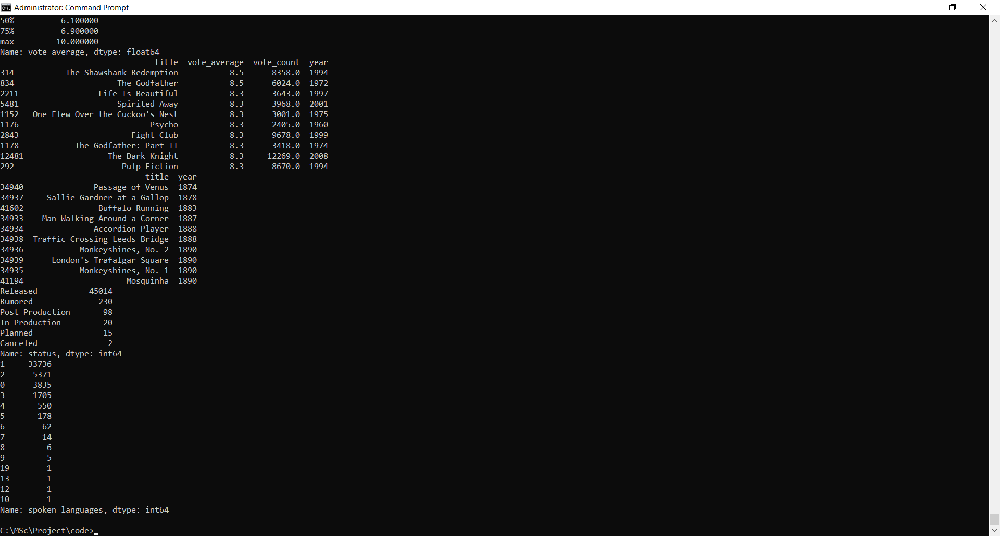 Administrator: Command Prompt
50%          6.100000
75%          6.900000
max         10.000000
Name: vote_average, dtype: float64
                                 title  vote_average  vote_count  year
314           The Shawshank Redemption           8.5      8358.0  1994
834                      The Godfather           8.5      6024.0  1972
2211                 Life Is Beautiful           8.3      3643.0  1997
5481                     Spirited Away           8.3      3968.0  2001
1152   One Flew Over the Cuckoo's Nest           8.3      3001.0  1975
1176                            Psycho           8.3      2405.0  1960
2843                        Fight Club           8.3      9678.0  1999
1178            The Godfather: Part II           8.3      3418.0  1974
12481                  The Dark Knight           8.3     12269.0  2008
292                       Pulp Fiction           8.3      8670.0  1994
                               title  year
34940               Passage of Venus  1874
34937     Sallie Gardner at a Gallop  1878
41602                Buffalo Running  1883
34933    Man Walking Around a Corner  1887
34934               Accordion Player  1888
34938  Traffic Crossing Leeds Bridge  1888
34936            Monkeyshines, No. 2  1890
34939      London's Trafalgar Square  1890
34935            Monkeyshines, No. 1  1890
41194                      Mosquinha  1890
Released           45014
Rumored              230
Post Production       98
In Production         20
Planned               15
Canceled               2
Name: status, dtype: int64
1     33736
2      5371
0      3835
3      1705
4       550
5       178
6        62
7        14
8         6
9         5
19        1
13        1
12        1
10        1
Name: spoken_languages, dtype: int64
C:\MSc\Project\code>